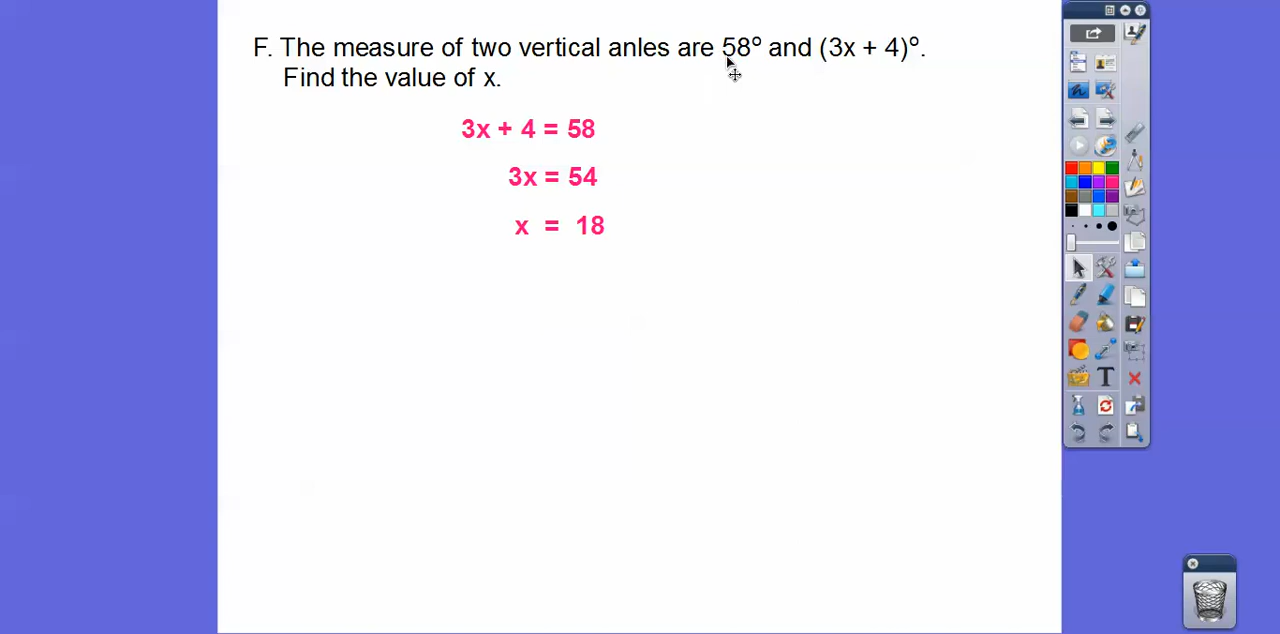 F. The measure of two vertical anles are 58º and (3x + 4)º.
Find the value of x.
3x + 4 = 58
3x = 54
x = 18